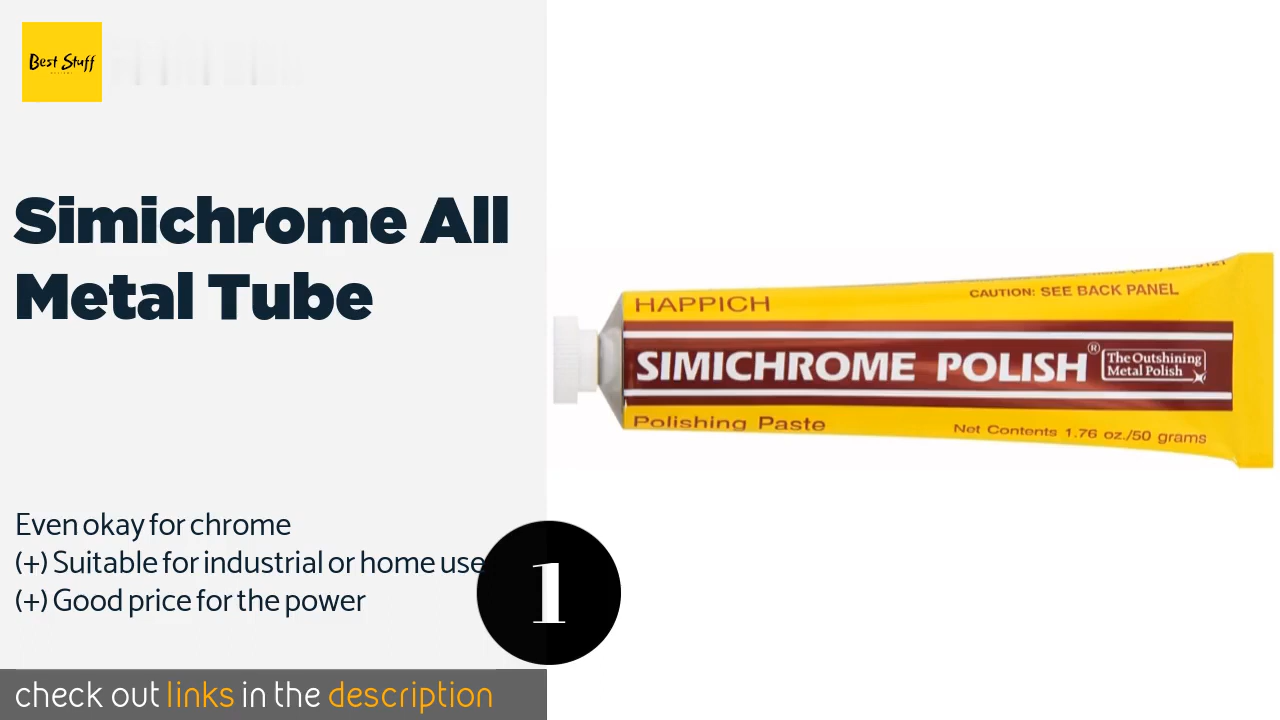 Best Stuff
Simichrome All
Metal Tube
Even okay for chrome
(+) Suitable for industrial or home use
(+) Good price for the power
1
check out links in the description
HAPPICH
CAUTION: SEE BACK PANEL
SIMICHROME POLISH®
The Outshining
Metal Polish
Polishing Paste
Net Contents 1.76 oz./50 grams